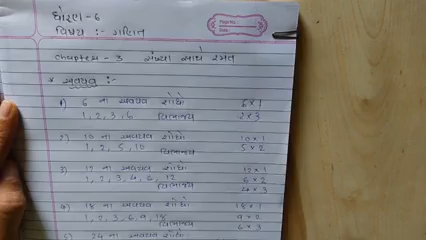 ધોરણ - 6
વિષય :- ગણિત
Page No.
Date
Chapter - 3 સંખ્યા સાથે રમત
* અવયવ :-
1) 6 ના અવયવ શોધો 6 x 1
1, 2, 3, 6 વિભાજ્ય 2 x 3
2) 10 ના અવયવ શોધો 10 x 1
1, 2, 5, 10 વિભાજ્ય 5 x 2
3) 12 ના અવયવ શોધો 12 x 1
1, 2, 3, 4, 6, 12 6 x 2
વિભાજ્ય 4 x 3
4) 18 ના અવયવ શોધો 18 x 1
1, 2, 3, 6, 9, 18 9 x 2
વિભાજ્ય 6 x 3
5) 24 ના અવયવ શોધો